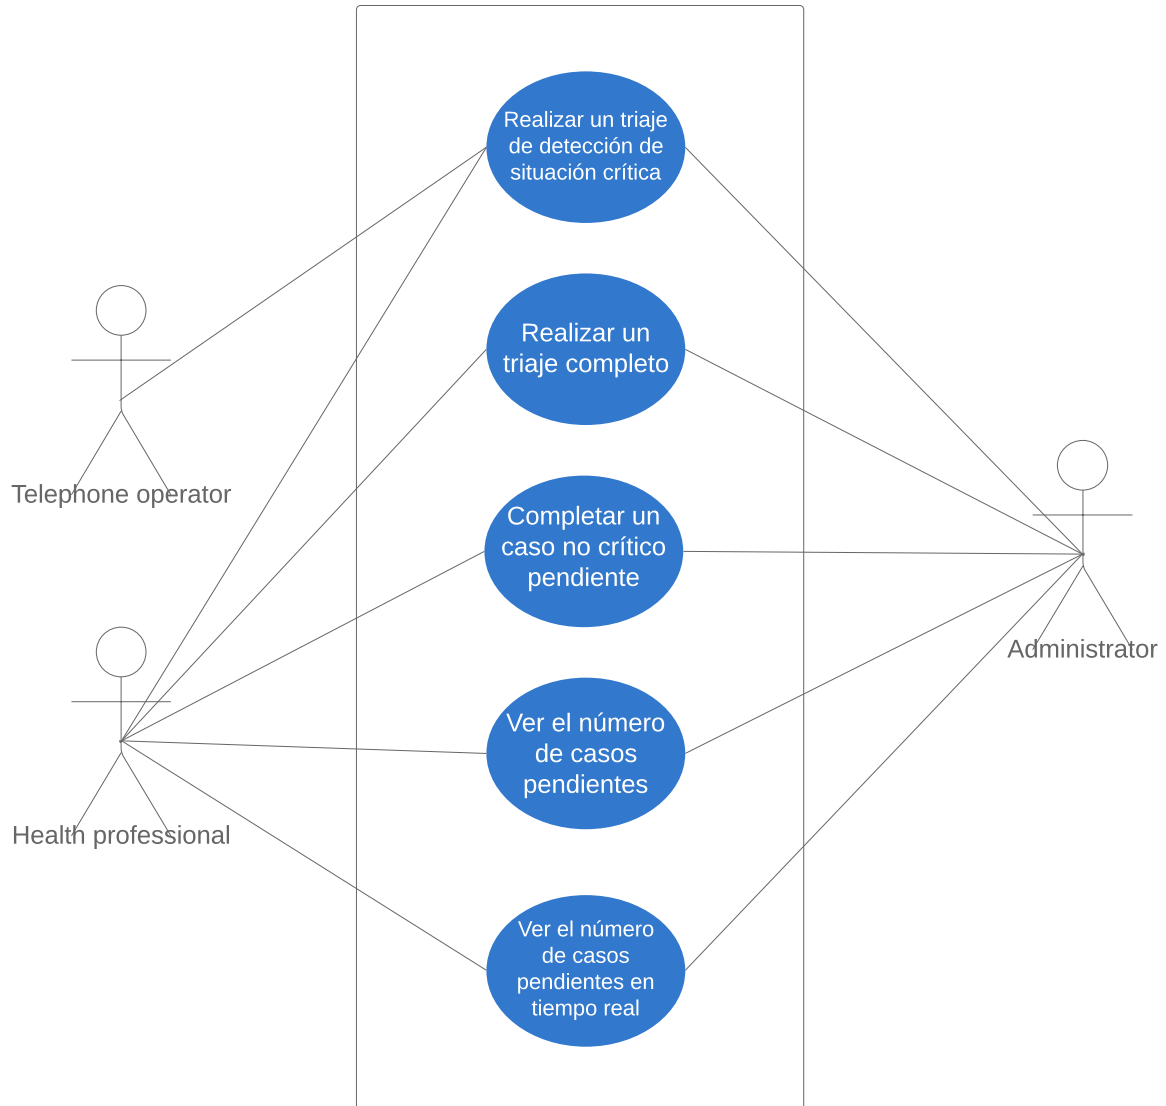 Realizar un triaje
de detección de
situación crítica
Realizar un
triaje completo
Telephone operator
Completar un
caso no crítico
pendiente
Administrator
Ver el número
de casos
pendientes
Health professional
Ver el número
de casos
pendientes en
tiempo real